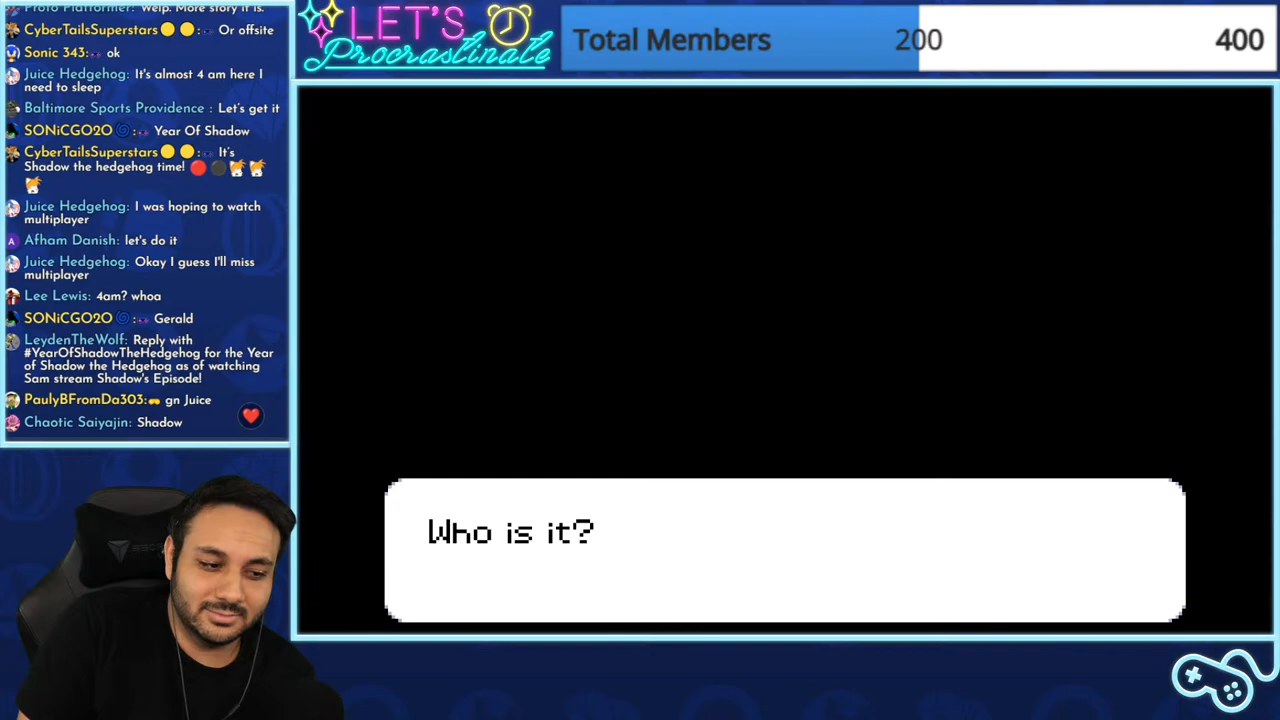 Proto Platformer: Welp. More story it is.
CyberTailsSuperstars: Or offsite
Sonic 343: ok
Juice Hedgehog: It's almost 4 am here I
need to sleep
Baltimore Sports Providence : Let's get it
SONiCGO2O: Year Of Shadow
CyberTailsSuperstars: It's
Shadow the hedgehog time!
Juice Hedgehog: I was hoping to watch
multiplayer
A
Afham Danish: let's do it
Juice Hedgehog: Okay I guess I'll miss
multiplayer
Lee Lewis: 4am? whoa
SONiCGO2O: Gerald
LeydenTheWolf: Reply with
#YearOfShadowTheHedgehog for the Year
of Shadow the Hedgehog as of watching
Sam stream Shadow's Episode!
PaulyBFromDa303: gn Juice
Chaotic Saiyajin: Shadow
LET'S
Procrastinate
Total Members 200 400
Who is it?